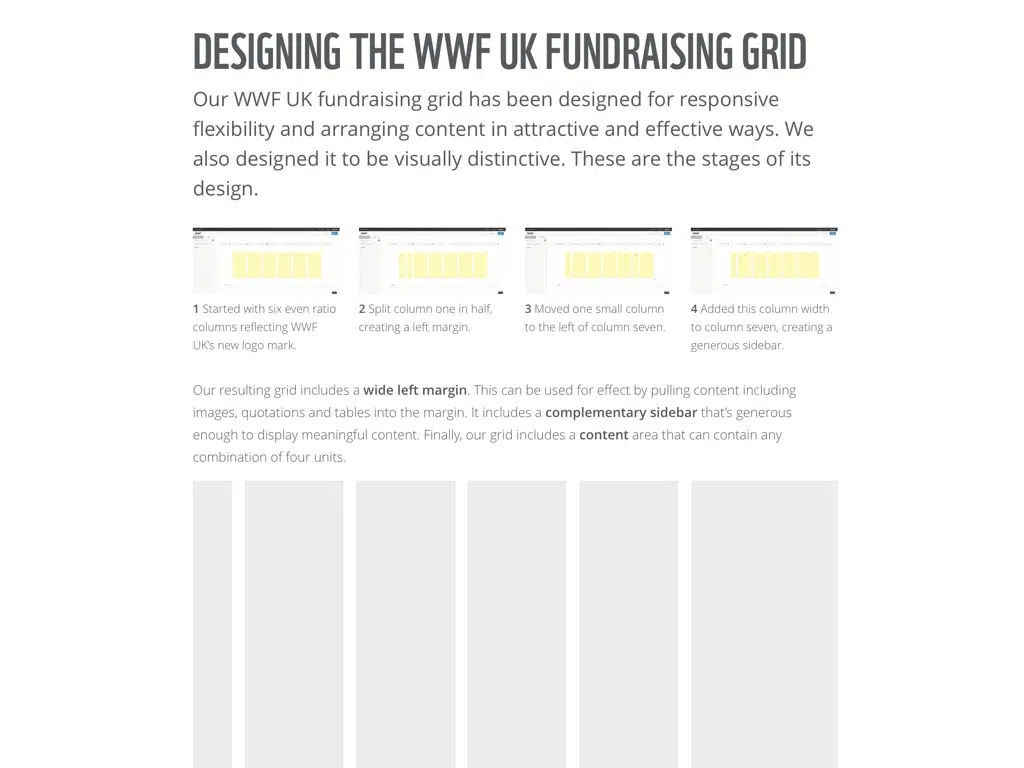 DESIGNING THE WWF UK FUNDRAISING GRID
Our WWF UK fundraising grid has been designed for responsive
flexibility and arranging content in attractive and effective ways. We
also designed it to be visually distinctive. These are the stages of its
design.
1 Started with six even ratio
columns reflecting WWF
UK's new logo mark.
2 Split column one in half,
creating a left margin.
3 Moved one small column
to the left of column seven.
4 Added this column width
to column seven, creating a
generous sidebar.
Our resulting grid includes a wide left margin. This can be used for effect by pulling content including
images, quotations and tables into the margin. It includes a complementary sidebar that's generous
enough to display meaningful content. Finally, our grid includes a content area that can contain any
combination of four units.